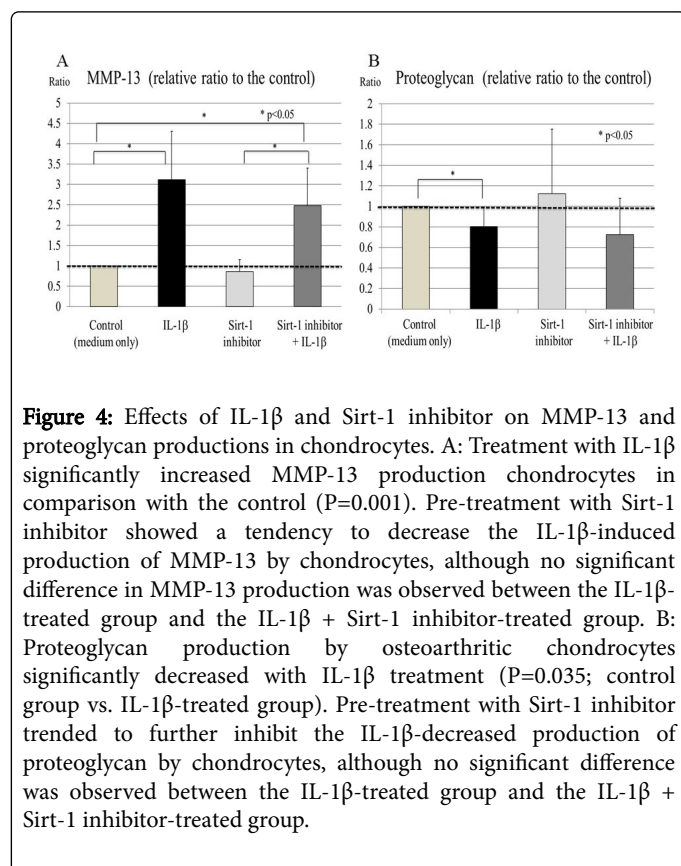 A
MMP-13 (relative ratio to the control)
Ratio
5
4.5
4
3.5
3
2.5
2
1.5
1
0.5
0
*
* p<0.05
*
*
Control
(medium only)
IL-1β
Sirt-1
inhibitor
Sirt-1 inhibitor
+ IL-1β
B
Proteoglycan (relative ratio to the control)
Ratio
2
1.8
1.6
1.4
1.2
1
0.8
0.6
0.4
0.2
0
* p<0.05
*
Control
(medium only)
IL-1β
Sirt-1
inhibitor
Sirt-1 inhibitor
+ IL-1β
Figure 4: Effects of IL-1β and Sirt-1 inhibitor on MMP-13 and
proteoglycan productions in chondrocytes. A: Treatment with IL-1β
significantly increased MMP-13 production chondrocytes in
comparison with the control (P=0.001). Pre-treatment with Sirt-1
inhibitor showed a tendency to decrease the IL-1β-induced
production of MMP-13 by chondrocytes, although no significant
difference in MMP-13 production was observed between the IL-1β-
treated group and the IL-1β + Sirt-1 inhibitor-treated group. B:
Proteoglycan production by osteoarthritic chondrocytes
significantly decreased with IL-1β treatment (P=0.035; control
group vs. IL-1β-treated group). Pre-treatment with Sirt-1 inhibitor
trended to further inhibit the IL-1β-decreased production of
proteoglycan by chondrocytes, although no significant difference
was observed between the IL-1β-treated group and the IL-1β +
Sirt-1 inhibitor-treated group.